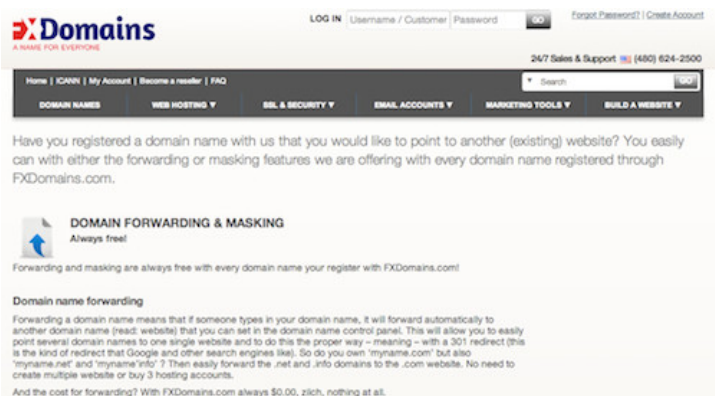 FXDomains
A NAME FOR EVERYONE
LOG IN Username / Customer Password GO Forgot Password? | Create Account
24/7 Sales & Support (480) 624-2500
Home | ICANN | My Account | Become a reseller | FAQ Search GO
DOMAIN NAMES WEB HOSTING ▼ SSL & SECURITY ▼ EMAIL ACCOUNTS ▼ MARKETING TOOLS ▼ BUILD A WEBSITE ▼
Have you registered a domain name with us that you would like to point to another (existing) website? You easily
can with either the forwarding or masking features we are offering with every domain name registered through
FXDomains.com.
DOMAIN FORWARDING & MASKING
Always free!
Forwarding and masking are always free with every domain name your register with FXDomains.com!
Domain name forwarding
Forwarding a domain name means that if someone types in your domain name, it will forward automatically to
another domain name (read: website) that you can set in the domain name control panel. This will allow you to easily
point several domain names to one single website and to do this the proper way – meaning – with a 301 redirect (this
is the kind of redirect that Google and other search engines like). So do you own 'myname.com' but also
'myname.net' and 'myname'info' ? Then easily forward the .net and .info domains to the .com website. No need to
create multiple website or buy 3 hosting accounts.
And the cost for forwarding? With FXDomains.com always $0.00, zilch, nothing at all.